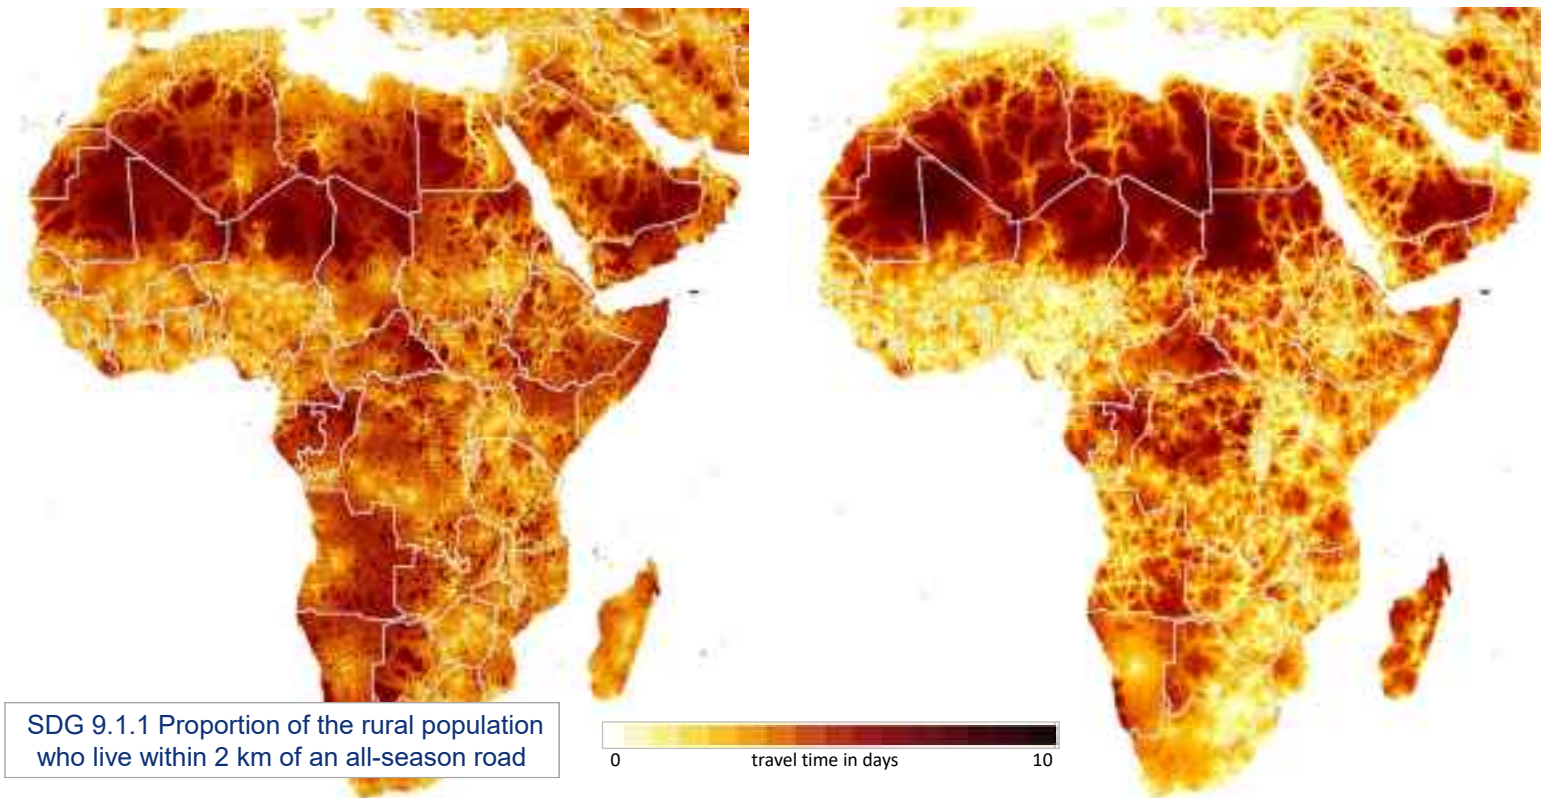 SDG 9.1.1 Proportion of the rural population
who live within 2 km of an all-season road
0 travel time in days 10